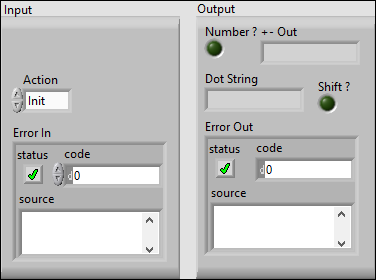 Input
Action
Init
Error In
status code
d 0
source
Output
Number ? +- Out
Dot String
Shift ?
Error Out
status code
d 0
source